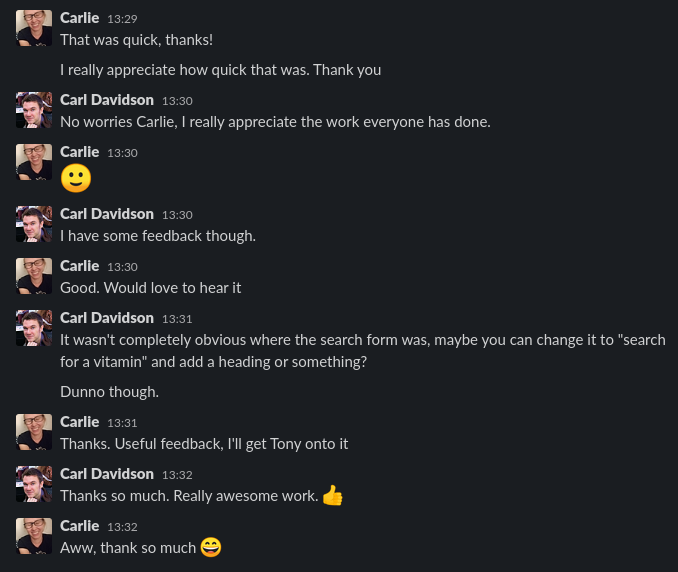 Carlie 13:29
That was quick, thanks!
I really appreciate how quick that was. Thank you
Carl Davidson 13:30
No worries Carlie, I really appreciate the work everyone has done.
Carlie 13:30
Carl Davidson 13:30
I have some feedback though.
Carlie 13:30
Good. Would love to hear it
Carl Davidson 13:31
It wasn't completely obvious where the search form was, maybe you can change it to "search
for a vitamin" and add a heading or something?
Dunno though.
Carlie 13:31
Thanks. Useful feedback, I'll get Tony onto it
Carl Davidson 13:32
Thanks so much. Really awesome work. 👍
Carlie 13:32
Aww, thank so much 😄